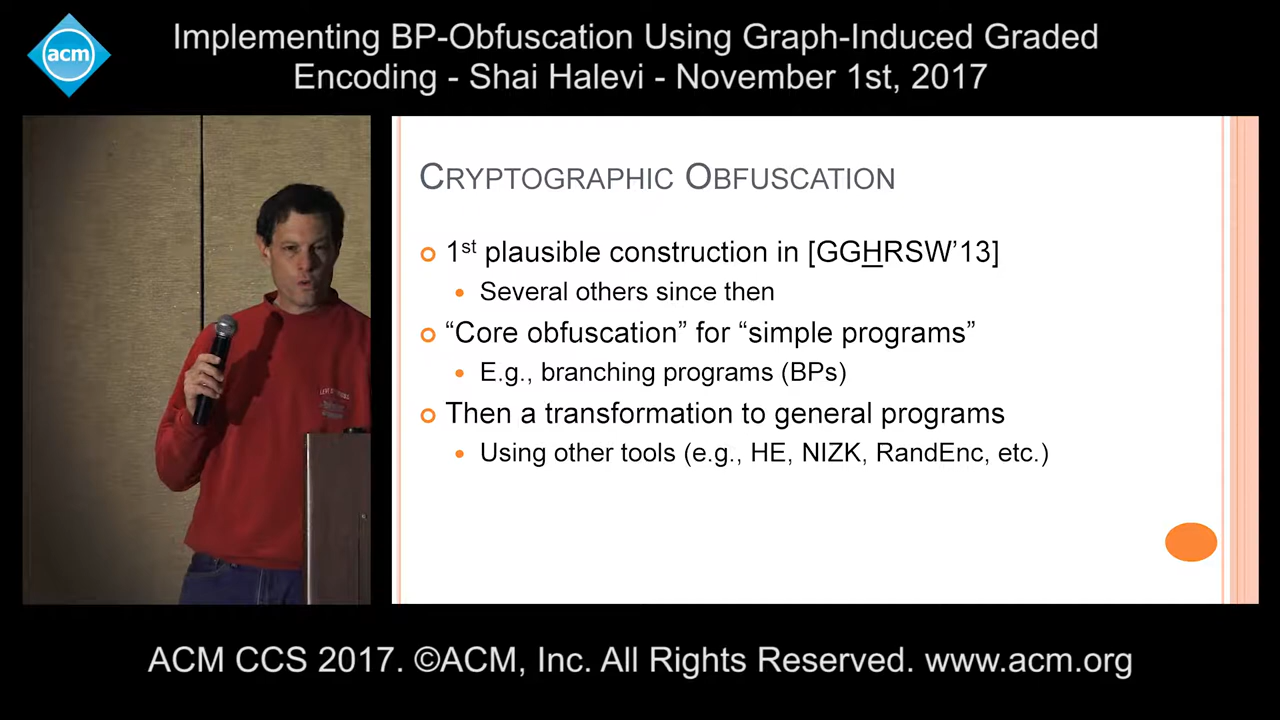 Implementing BP-Obfuscation Using Graph-Induced Graded
Encoding - Shai Halevi - November 1st, 2017
acm
CRYPTOGRAPHIC OBFUSCATION
1st plausible construction in [GGHRSW'13]
Several others since then
“Core obfuscation” for “simple programs”
E.g., branching programs (BPs)
Then a transformation to general programs
Using other tools (e.g., HE, NIZK, RandEnc, etc.)
ACM CCS 2017. ©ACM, Inc. All Rights Reserved. www.acm.org